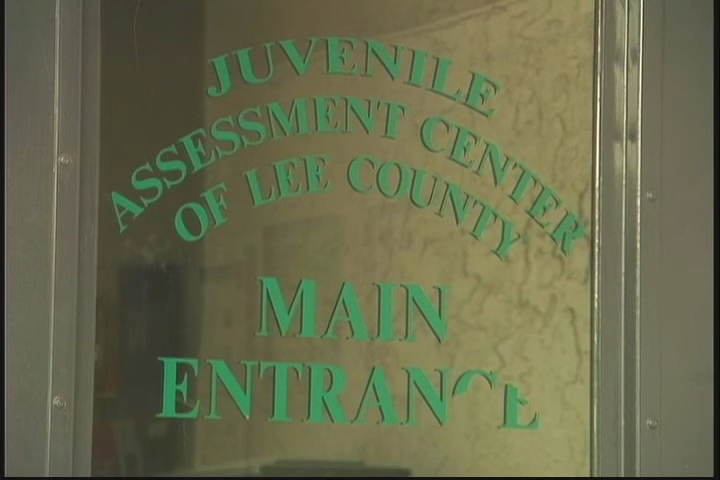 JUVENILE
ASSESSMENT CENTER
OF LEE COUNTY
MAIN
ENTRANCE